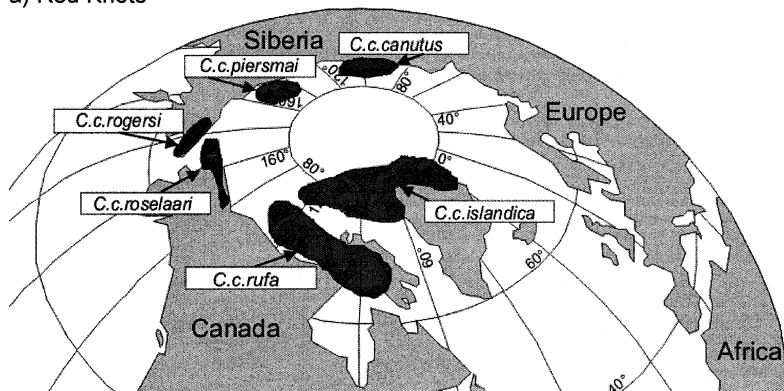 a) Red Knots
Siberia
C.c.canutus
C.c.piersmai
120°
80°
160°
Europe
C.c.rogersi
40°
160°
80°
0°
C.c.roselaari
C.c.islandica
60°
60°
C.c.rufa
Canada
Africa
40°